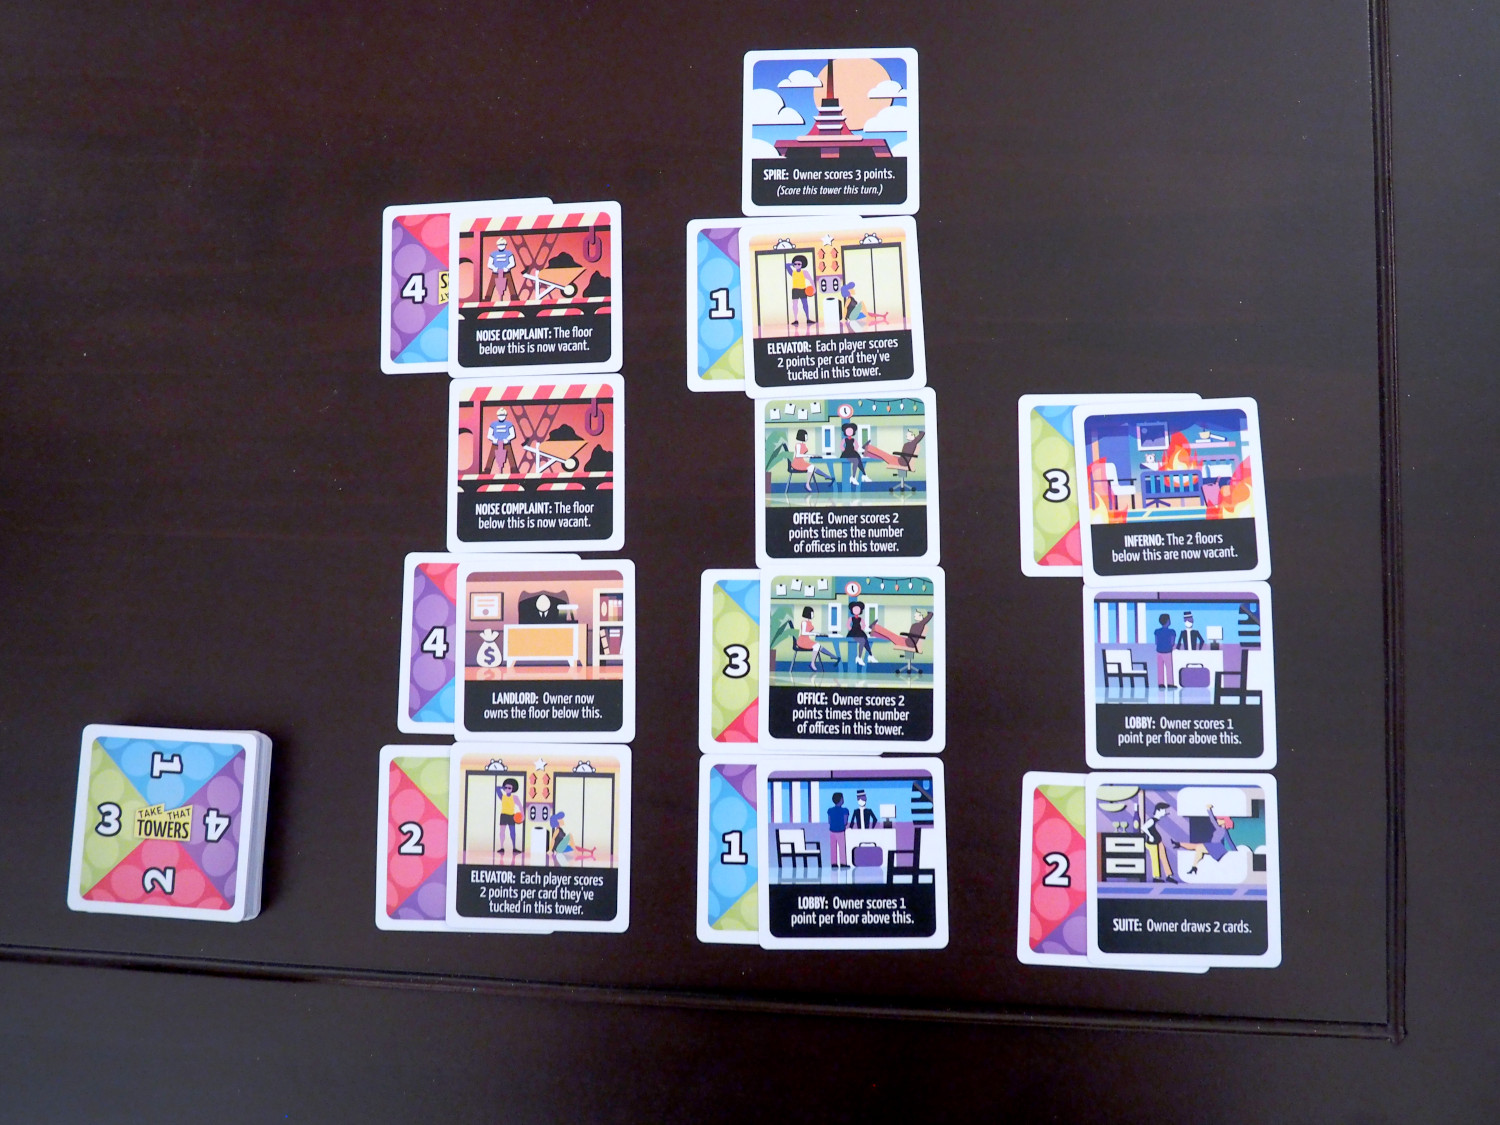 SPIRE: Owner scores 3 points.
(Score this tower this turn.)
4
NOISE COMPLAINT: The floor
below this is now vacant.
1
ELEVATOR: Each player scores
2 points per card they've
tucked in this tower.
NOISE COMPLAINT: The floor
below this is now vacant.
OFFICE: Owner scores 2
points times the number
of offices in this tower.
3
INFERNO: The 2 floors
below this are now vacant.
4
$
LANDLORD: Owner now
owns the floor below this.
3
OFFICE: Owner scores 2
points times the number
of offices in this tower.
LOBBY: Owner scores 1
point per floor above this.
1
3
TAKE THAT
TOWERS
4
2
2
ELEVATOR: Each player scores
2 points per card they've
tucked in this tower.
1
LOBBY: Owner scores 1
point per floor above this.
2
SUITE: Owner draws 2 cards.